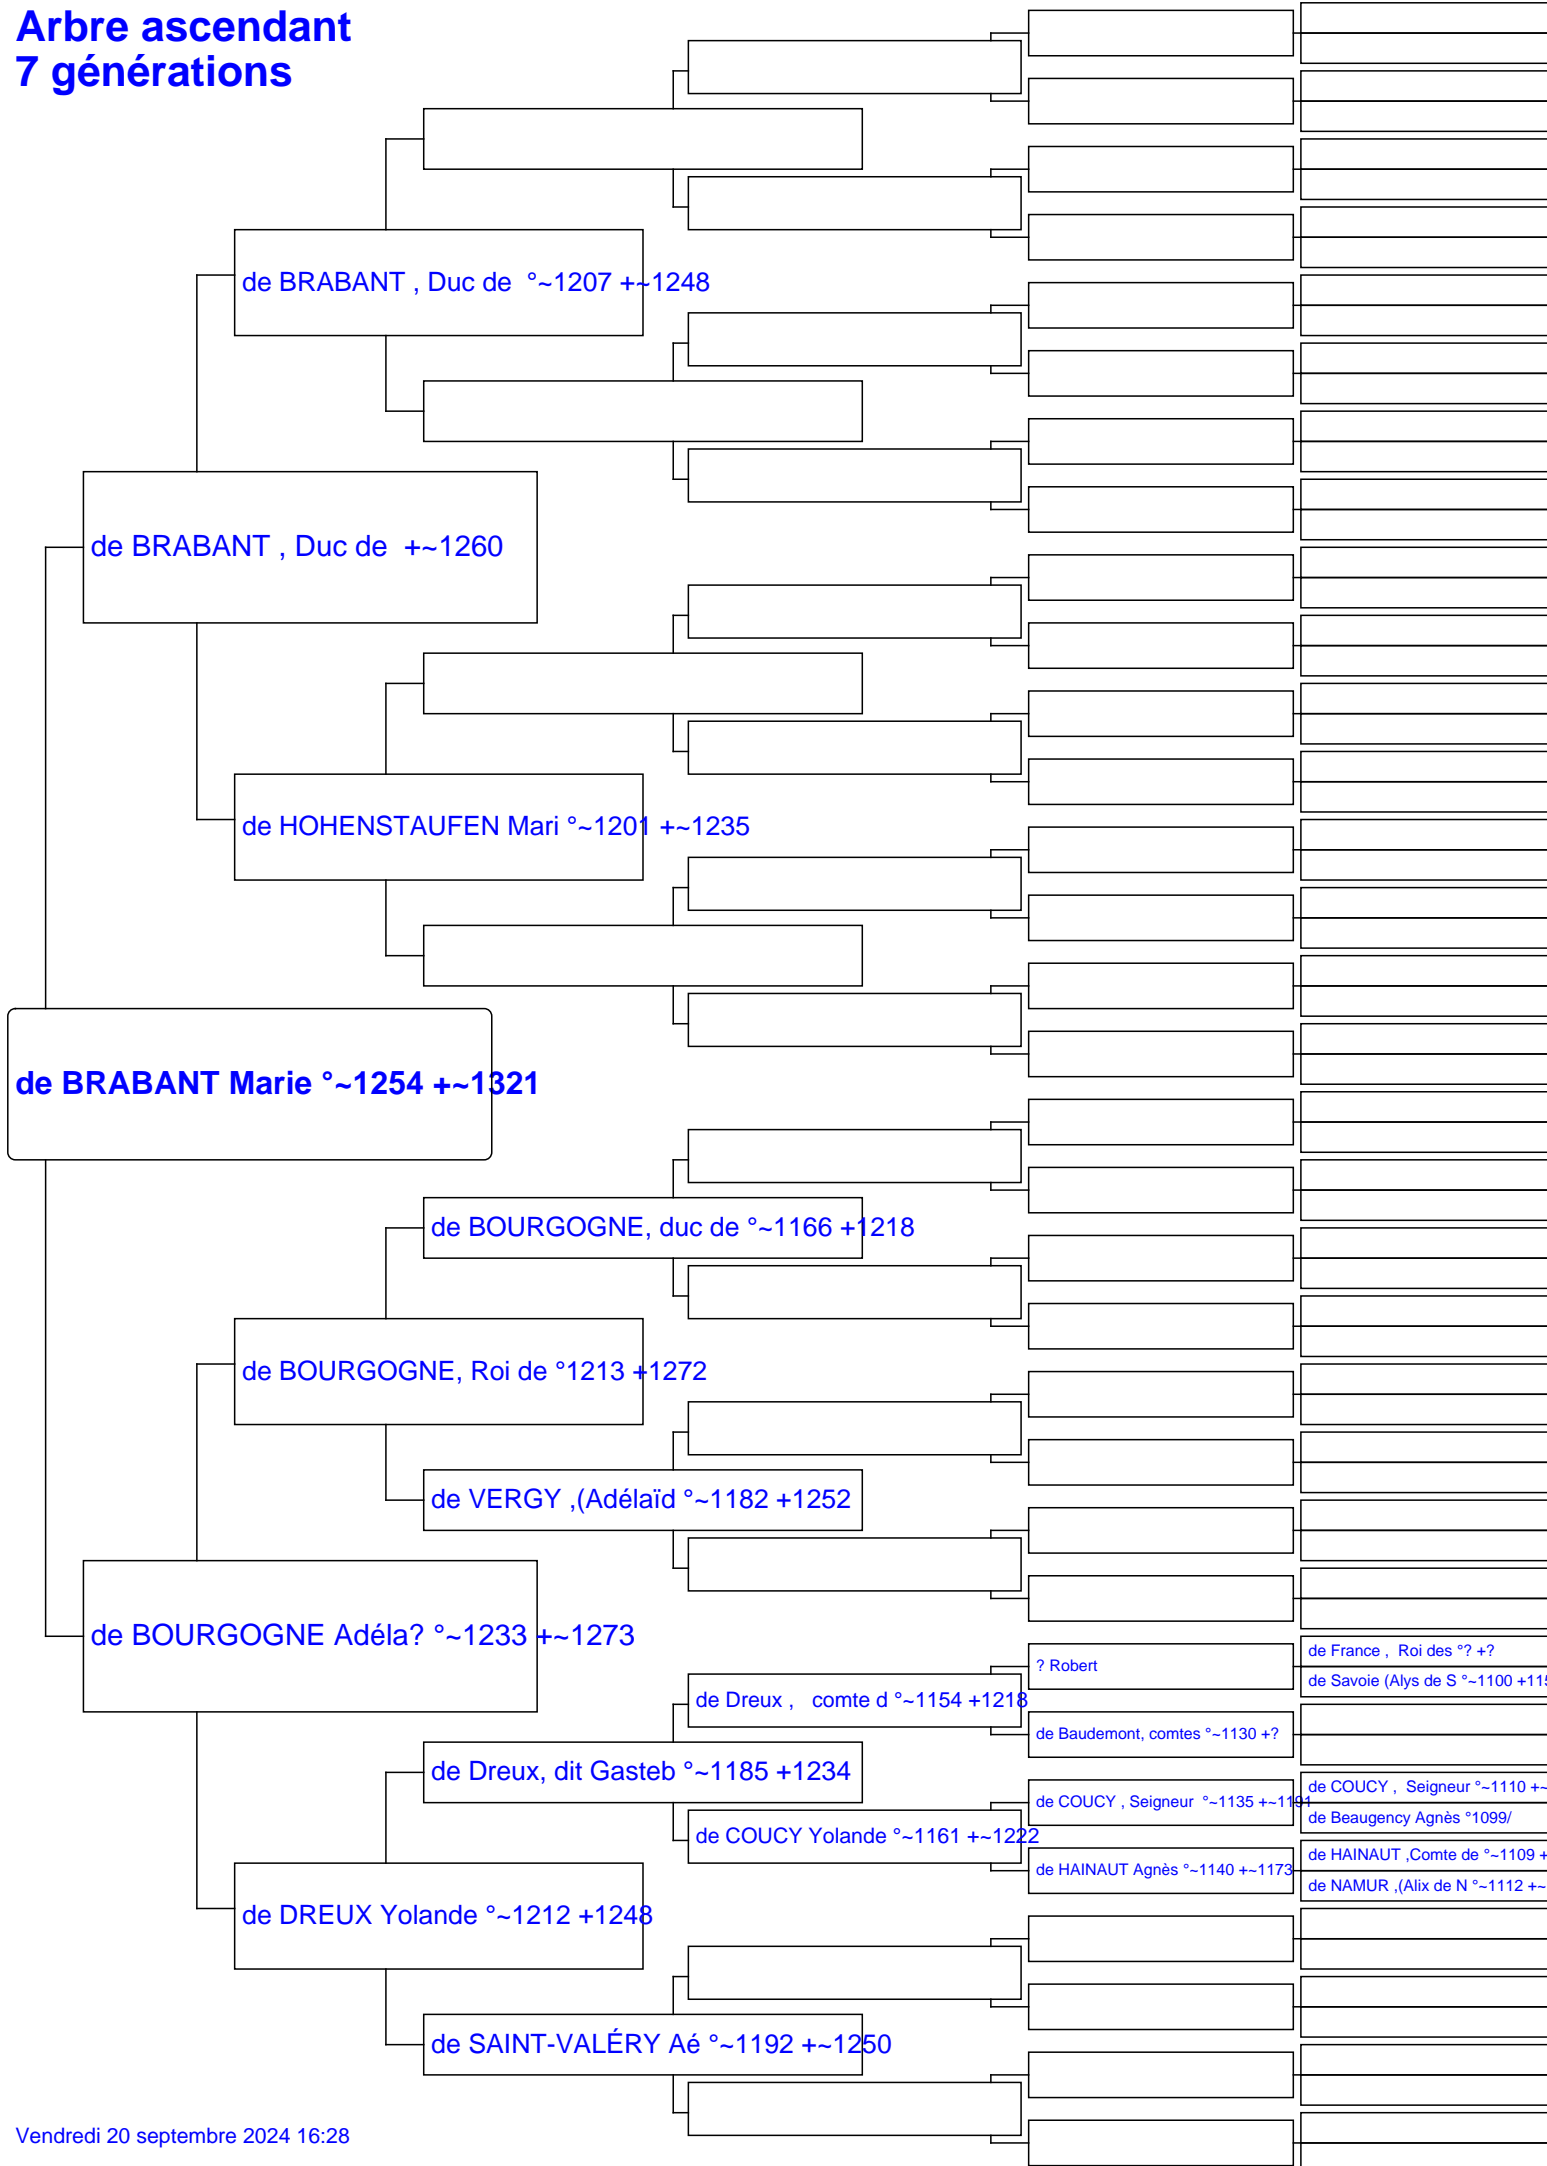 Arbre ascendant
7 générations
de BRABANT , Duc de  °~1207 +~1248
de BRABANT , Duc de  +~1260
de HOHENSTAUFEN Mari °~1201 +~1235
de BRABANT Marie °~1254 +~1321
de BOURGOGNE, duc de °~1166 +1218
de BOURGOGNE, Roi de °1213 +1272
de VERGY ,(Adélaïd °~1182 +1252
de BOURGOGNE Adéla? °~1233 +~1273
de France ,  Roi des °? +?
? Robert
de Savoie (Alys de S °~1100 +115
de Dreux ,   comte d °~1154 +1218
de Baudemont, comtes °~1130 +?
de Dreux, dit Gasteb °~1185 +1234
de COUCY ,  Seigneur °~1110 +~
de COUCY , Seigneur  °~1135 +~1191
de Beaugency Agnès °1099/
de COUCY Yolande °~1161 +~1222
de HAINAUT ,Comte de °~1109 +
de HAINAUT Agnès °~1140 +~1173
de NAMUR ,(Alix de N °~1112 +~
de DREUX Yolande °~1212 +1248
de SAINT-VALÉRY Aé °~1192 +~1250
Vendredi 20 septembre 2024 16:28